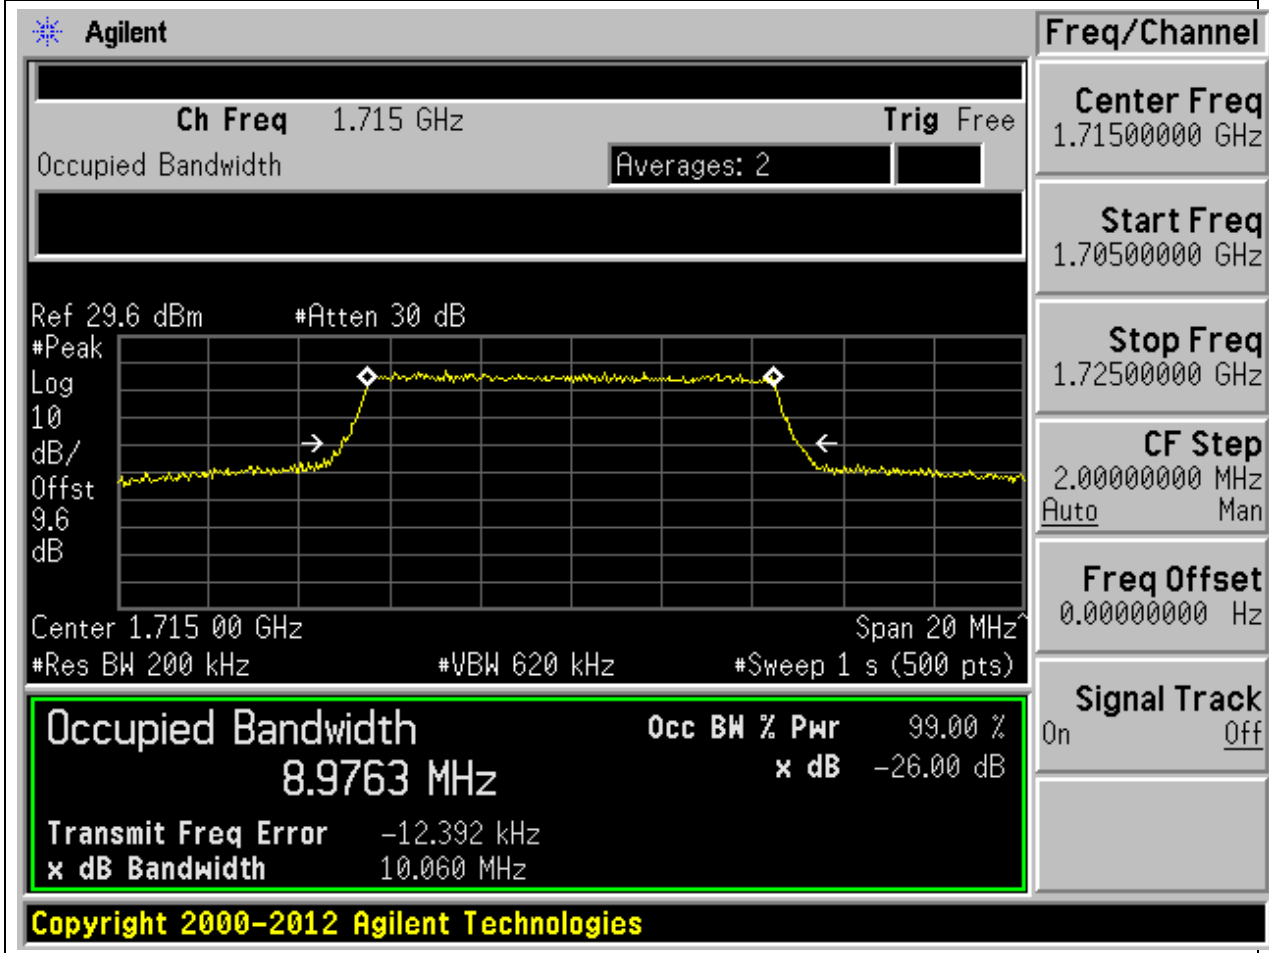 Agilent
Freq/Channel
Ch Freq 1.715 GHz Trig Free
Occupied Bandwidth Averages: 2
Center Freq
1.71500000 GHz
Start Freq
1.70500000 GHz
Stop Freq
1.72500000 GHz
CF Step
2.00000000 MHz
Auto Man
Freq Offset
0.00000000 Hz
Signal Track
On Off
Ref 29.6 dBm #Atten 30 dB
#Peak
Log
10
dB/
Offst
9.6
dB
Center 1.715 00 GHz Span 20 MHz^
#Res BW 200 kHz #VBW 620 kHz #Sweep 1 s (500 pts)
Occupied Bandwidth Occ BW % Pwr 99.00 %
8.9763 MHz x dB -26.00 dB
Transmit Freq Error -12.392 kHz
x dB Bandwidth 10.060 MHz
Copyright 2000-2012 Agilent Technologies